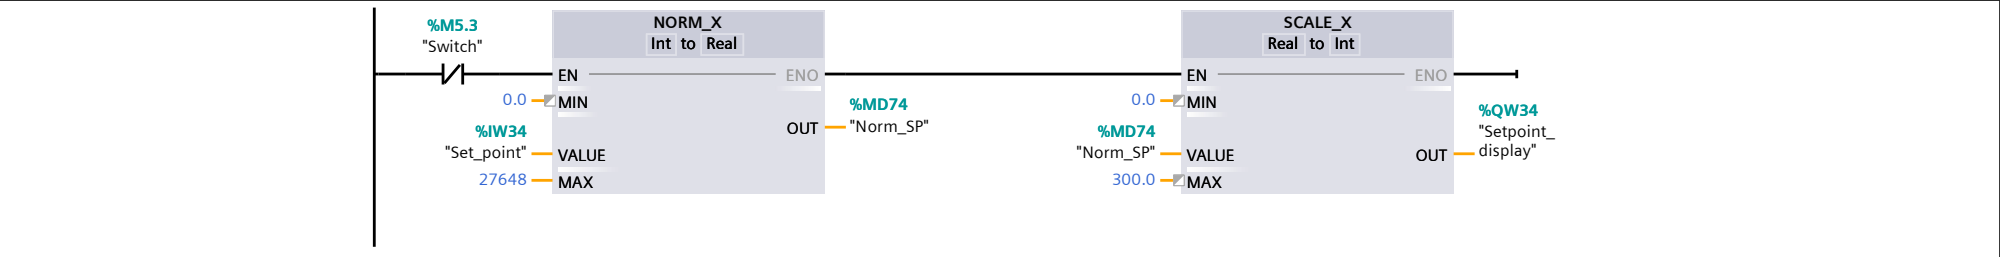 %M5.3
"Switch"
NORM_X
Int to Real
EN
ENO
0.0
MIN
%MD74
"Norm_SP"
OUT
%IW34
"Set_point"
VALUE
27648
MAX
SCALE_X
Real to Int
EN
ENO
0.0
MIN
%QW34
"Setpoint_
display"
OUT
%MD74
"Norm_SP"
VALUE
300.0
MAX